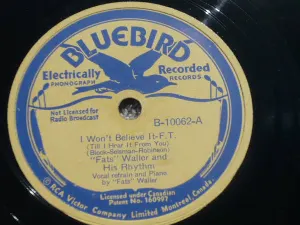 BLUEBIRD
Electrically Recorded
PHONOGRAPH RECORDS
Not Licensed for
Radio Broadcast
B-10062-A
I Won't Believe It-F.T.
(Till I Hear It From You)
"Fats" Waller and
His Rhythm
Vocal refrain and Piano
by "Fats" Waller
Licensed under Canadian
Patent No. 180997
RCA Victor Company Limited Montreal, Canada